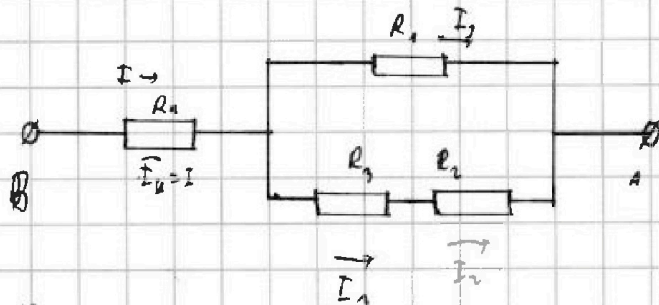 R₁ I₁
I →
R₄
I₄ = I
B
R₃ R₂
A
I₂